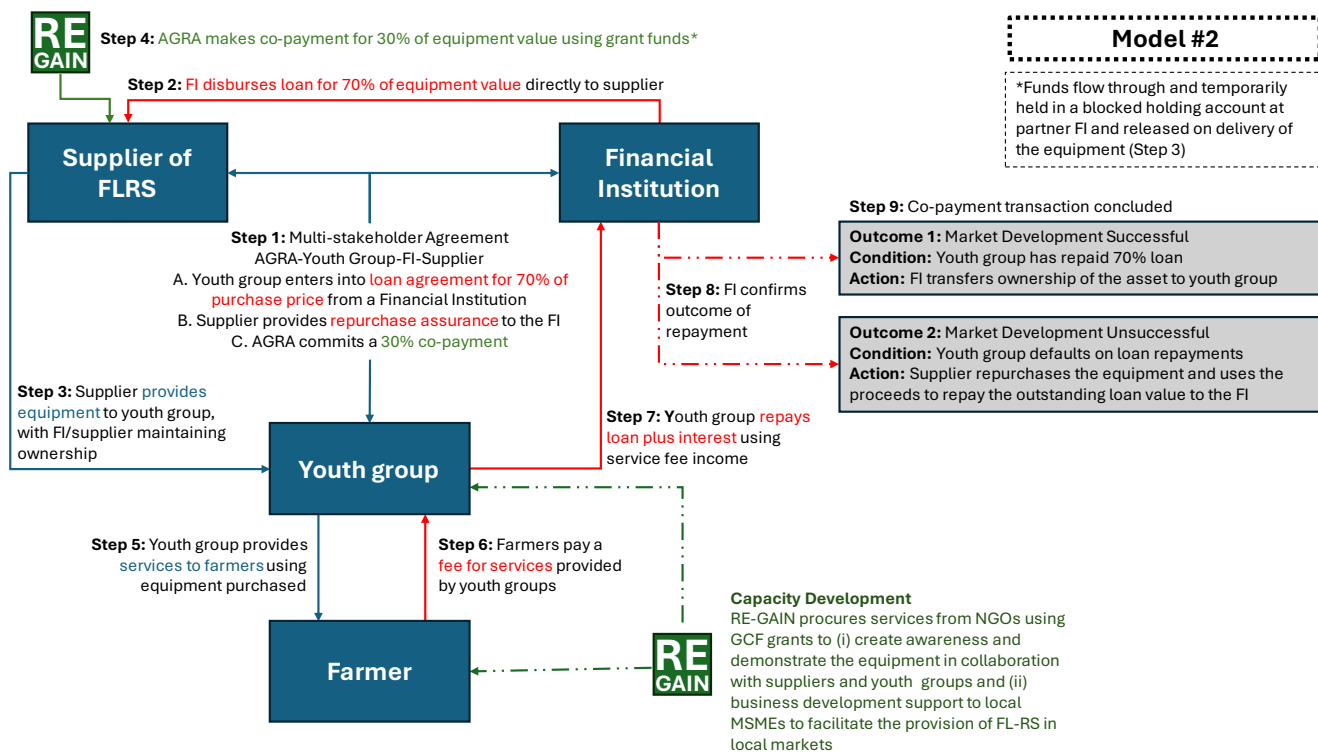 RE
GAIN
Step 4: AGRA makes co-payment for 30% of equipment value using grant funds*
Model #2
Step 2: FI disburses loan for 70% of equipment value directly to supplier
*Funds flow through and temporarily
held in a blocked holding account at
partner FI and released on delivery of
the equipment (Step 3)
Supplier of
FLRS
Financial
Institution
Step 1: Multi-stakeholder Agreement
AGRA-Youth Group-FI-Supplier
A. Youth group enters into loan agreement for 70% of
purchase price from a Financial Institution
B. Supplier provides repurchase assurance to the FI
C. AGRA commits a 30% co-payment
Step 9: Co-payment transaction concluded
Outcome 1: Market Development Successful
Condition: Youth group has repaid 70% loan
Action: FI transfers ownership of the asset to youth group
Step 8: FI confirms
outcome of
repayment
Outcome 2: Market Development Unsuccessful
Condition: Youth group defaults on loan repayments
Action: Supplier repurchases the equipment and uses the
proceeds to repay the outstanding loan value to the FI
Step 3: Supplier provides
equipment to youth group,
with FI/supplier maintaining
ownership
Step 7: Youth group repays
loan plus interest using
service fee income
Youth group
Step 5: Youth group provides
services to farmers using
equipment purchased
Step 6: Farmers pay a
fee for services provided
by youth groups
Farmer
RE
GAIN
Capacity Development
RE-GAIN procures services from NGOs using
GCF grants to (i) create awareness and
demonstrate the equipment in collaboration
with suppliers and youth groups and (ii)
business development support to local
MSMEs to facilitate the provision of FL-RS in
local markets